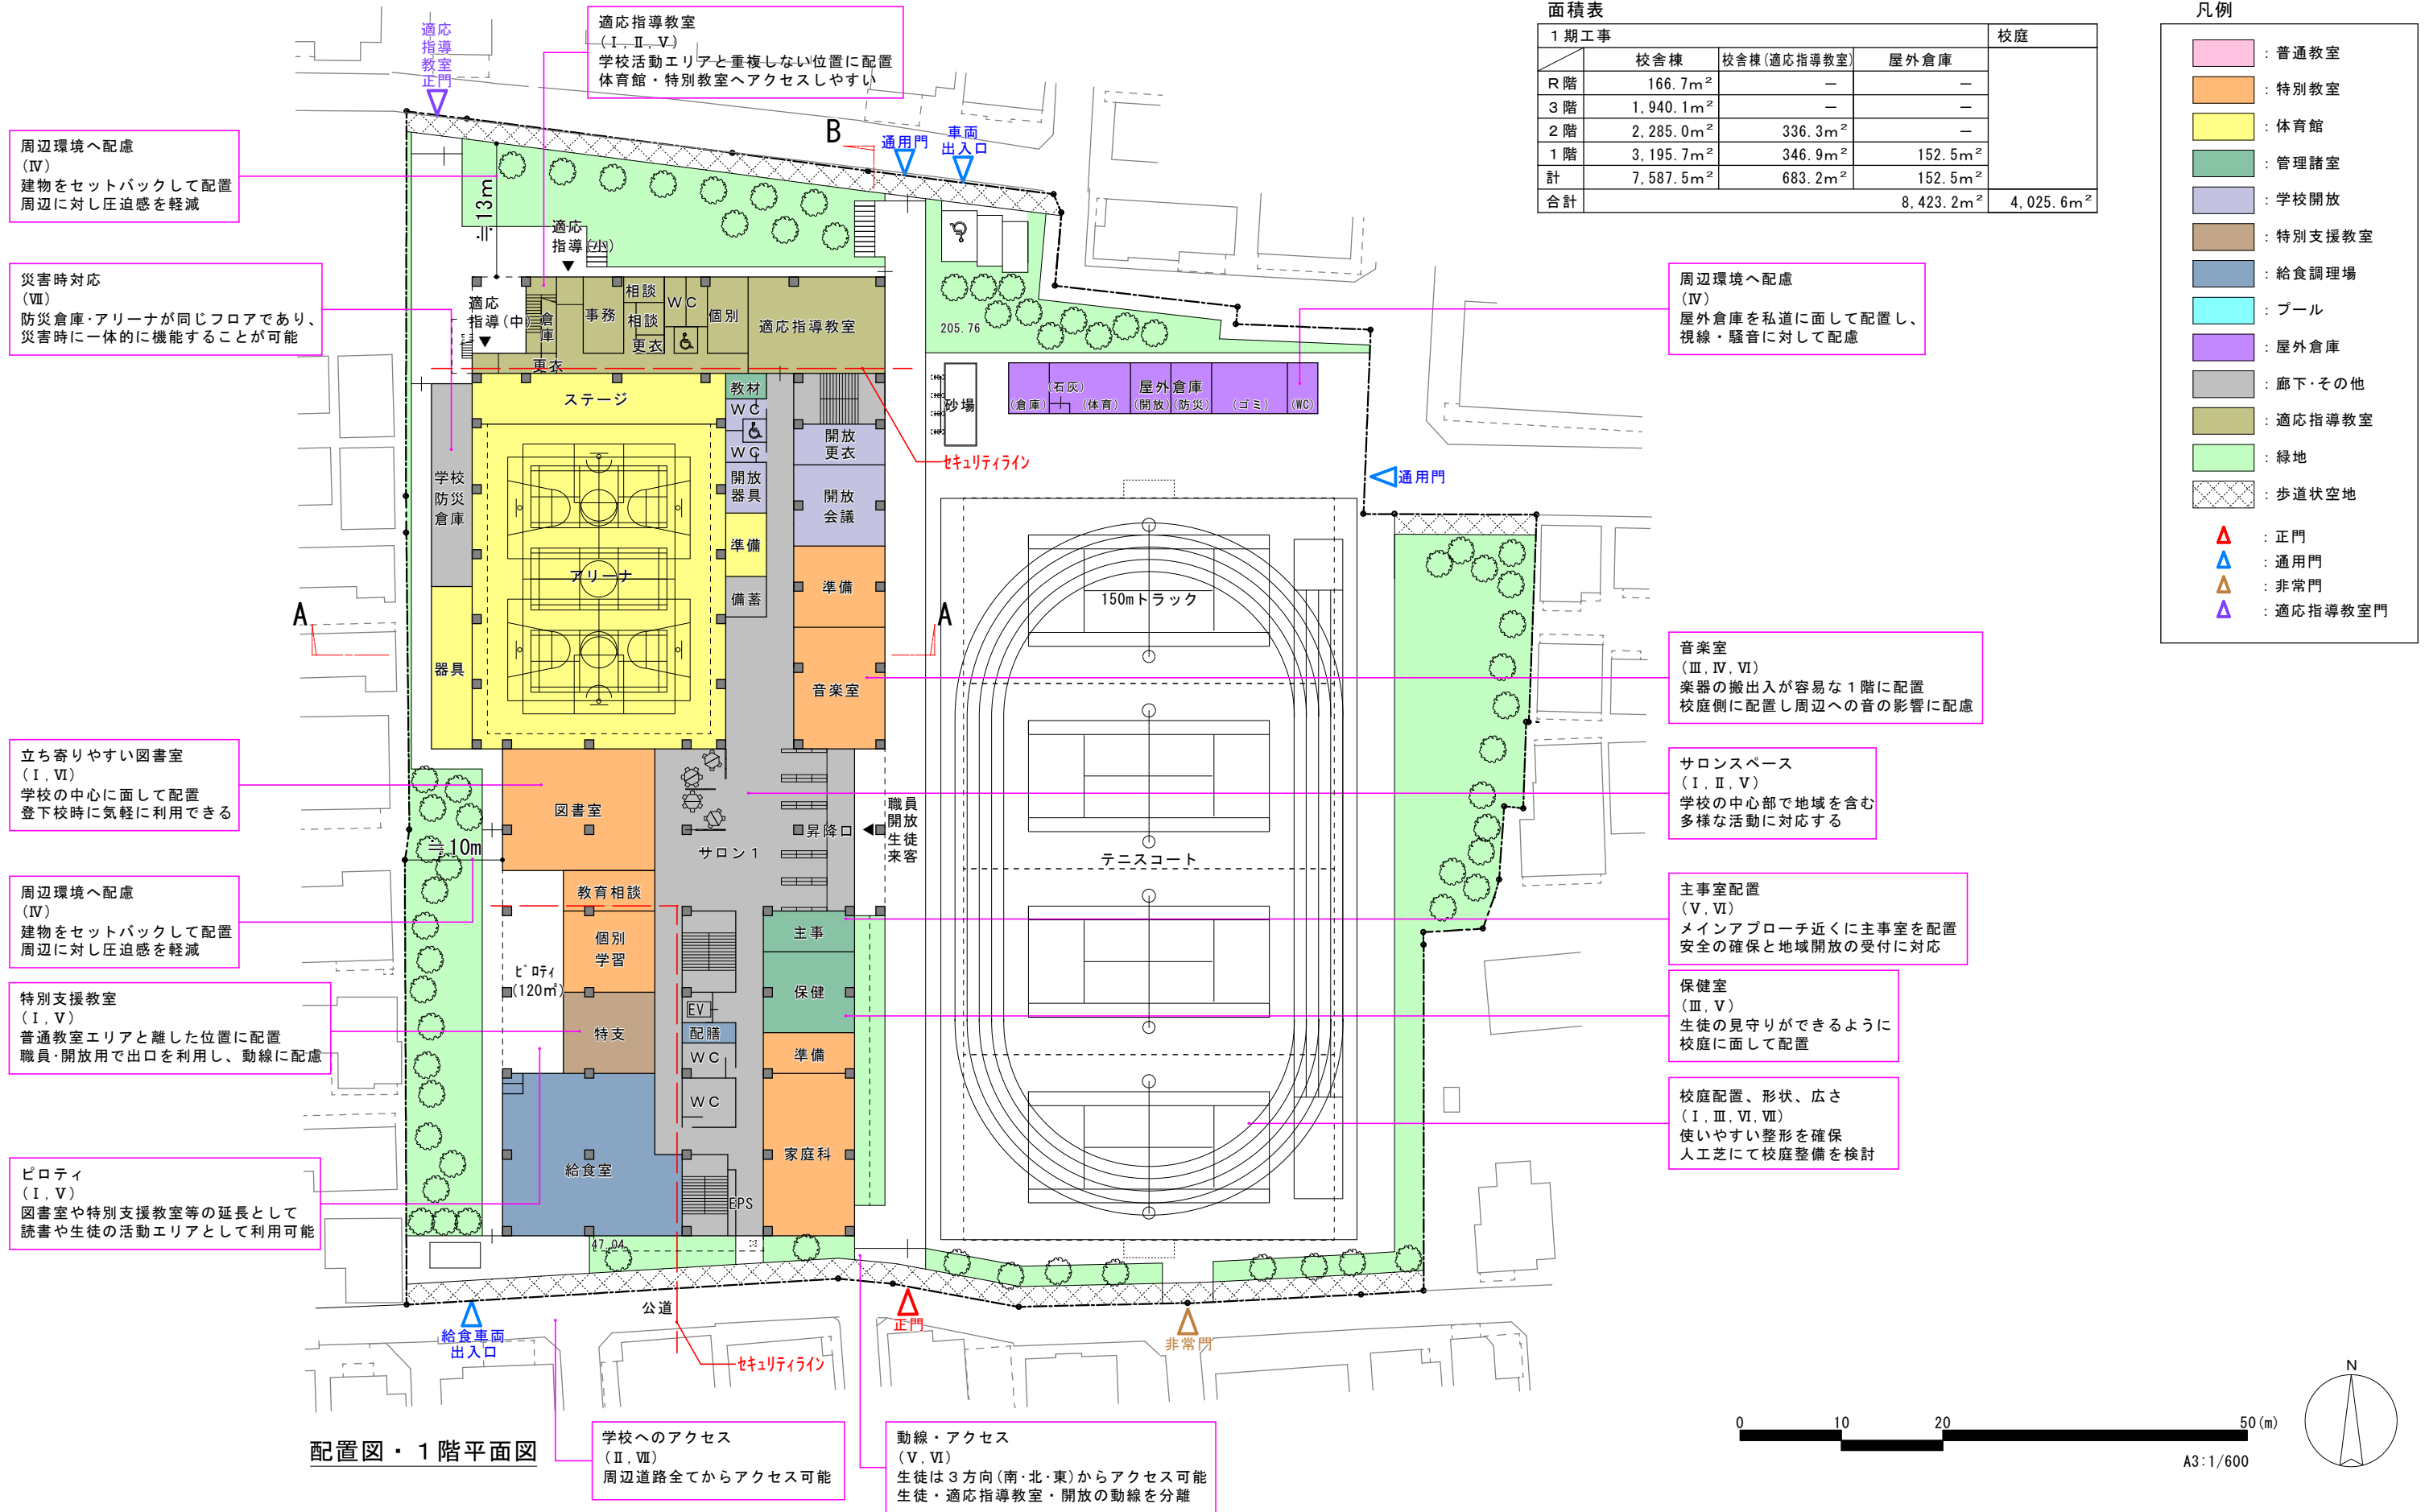 適応
指導
教室
正門
適応指導教室
(Ⅰ,Ⅱ,Ⅴ)
学校活動エリアと重複しない位置に配置
体育館・特別教室へアクセスしやすい
周辺環境へ配慮
(Ⅳ)
建物をセットバックして配置
周辺に対し圧迫感を軽減
災害時対応
(Ⅶ)
防災倉庫・アリーナが同じフロアであり、
災害時に一体的に機能することが可能
立ち寄りやすい図書室
(Ⅰ,Ⅵ)
学校の中心に面して配置
登下校時に気軽に利用できる
周辺環境へ配慮
(Ⅳ)
建物をセットバックして配置
周辺に対し圧迫感を軽減
特別支援教室
(Ⅰ,Ⅴ)
普通教室エリアと離した位置に配置
職員・開放用で出口を利用し、動線に配慮
ピロティ
(Ⅰ,Ⅴ)
図書室や特別支援教室等の延長として
読書や生徒の活動エリアとして利用可能
B
通用門
車両
出入口
≒13m
適応
指導(小)
適応
指導(中)
倉庫
事務
相談
相談
更衣
WC
個別
適応指導教室
更衣
205.76
ステージ
教材
WC
WC
開放
器具
準備
備蓄
開放
更衣
開放
会議
準備
音楽室
学校
防災
倉庫
アリーナ
器具
A
A
セキュリティライン
砂場
(倉庫)
(石灰)
(体育)
屋外倉庫
(開放)
(防災)
(ゴミ)
(WC)
通用門
150mトラック
テニスコート
図書室
≒10m
サロン1
昇降口
職員
開放
生徒
来客
教育相談
個別
学習
ピロティ
(120㎡)
特支
主事
保健
EV
配膳
WC
WC
準備
給食室
家庭科
EPS
47.04
公道
給食車両
出入口
正門
非常門
セキュリティライン
配置図・1階平面図
学校へのアクセス
(Ⅱ,Ⅶ)
周辺道路全てからアクセス可能
動線・アクセス
(Ⅴ,Ⅵ)
生徒は3方向(南・北・東)からアクセス可能
生徒・適応指導教室・開放の動線を分離
面積表
1期工事 校庭
校舎棟 校舎棟(適応指導教室) 屋外倉庫
R階 166.7m² － －
3階 1,940.1m² － －
2階 2,285.0m² 336.3m² －
1階 3,195.7m² 346.9m² 152.5m²
計 7,587.5m² 683.2m² 152.5m²
合計 8,423.2m² 4,025.6m²
周辺環境へ配慮
(Ⅳ)
屋外倉庫を私道に面して配置し、
視線・騒音に対して配慮
音楽室
(Ⅲ,Ⅳ,Ⅵ)
楽器の搬出入が容易な1階に配置
校庭側に配置し周辺への音の影響に配慮
サロンスペース
(Ⅰ,Ⅱ,Ⅴ)
学校の中心部で地域を含む
多様な活動に対応する
主事室配置
(Ⅴ,Ⅵ)
メインアプローチ近くに主事室を配置
安全の確保と地域開放の受付に対応
保健室
(Ⅲ,Ⅴ)
生徒の見守りができるように
校庭に面して配置
校庭配置、形状、広さ
(Ⅰ,Ⅲ,Ⅵ,Ⅶ)
使いやすい整形を確保
人工芝にて校庭整備を検討
凡例
：普通教室
：特別教室
：体育館
：管理諸室
：学校開放
：特別支援教室
：給食調理場
：プール
：屋外倉庫
：廊下・その他
：適応指導教室
：緑地
：歩道状空地
：正門
：通用門
：非常門
：適応指導教室門
0 10 20 50(m)
A3:1/600
N